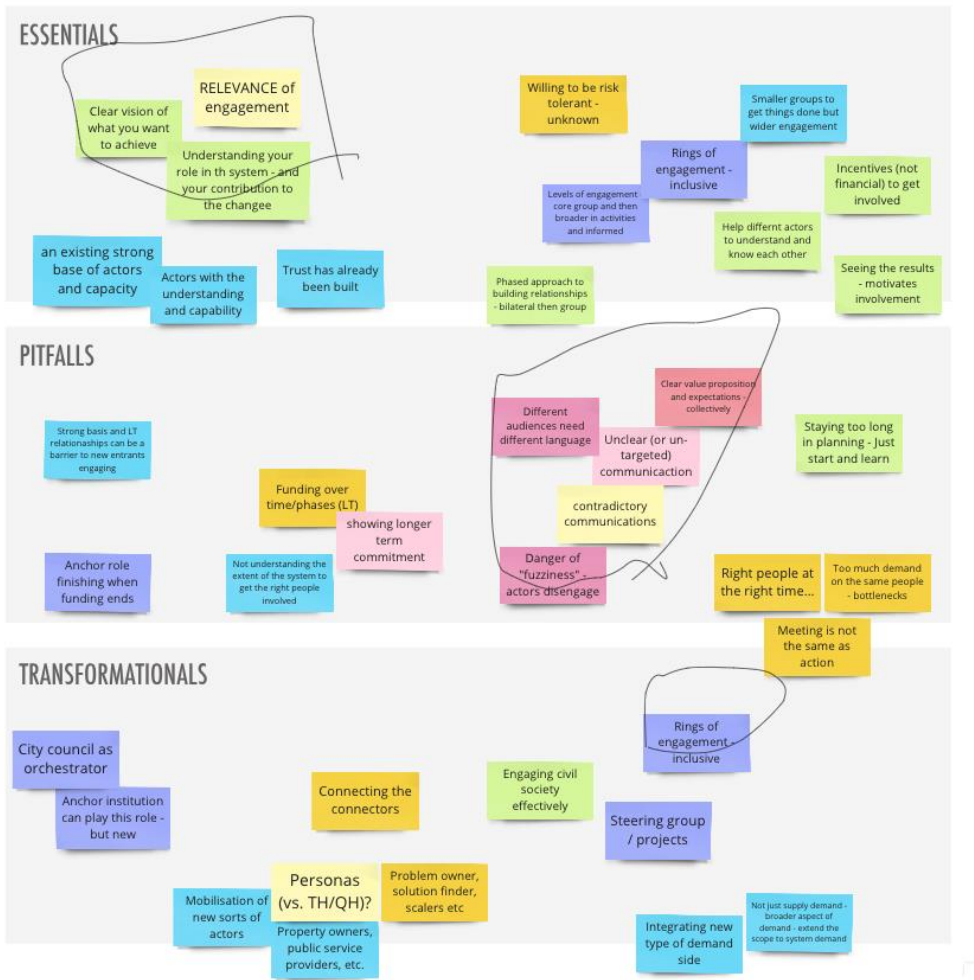 ESSENTIALS
RELEVANCE of
engagement
Clear vision of
what you want
to achieve
Understanding your
role in th system - and
your contribution to
the changee
an existing strong
base of actors
and capacity
Actors with the
understanding
and capability
Trust has already
been built
Willing to be risk
tolerant -
unknown
Smaller groups to
get things done but
wider engagement
Rings of
engagement -
inclusive
Levels of engagement
core group and then
broader in activities
and informed
Incentives (not
financial) to get
involved
Help differnt actors
to understand and
know each other
Phased approach to
building relationships
- bilateral then group
Seeing the results
- motivates
involvement
PITFALLS
Strong basis and LT
relationaships can be a
barrier to new entrants
engaging
Funding over
time/phases (LT)
showing longer
term
commitment
Anchor role
finishing when
funding ends
Not understanding the
extent of the system to
get the right people
involved
Clear value proposition
and expectations -
collectively
Different
audiences need
different language
Unclear (or un-
targeted)
communicaction
contradictory
communications
Danger of
"fuzziness" -
actors disengage
Staying too long
in planning - Just
start and learn
Right people at
the right time...
Too much demand
on the same people
- bottlenecks
Meeting is not
the same as
action
TRANSFORMATIONALS
City council as
orchestrator
Anchor institution
can play this role -
but new
Connecting the
connectors
Engaging civil
society
effectively
Rings of
engagement -
inclusive
Steering group
/ projects
Mobilisation of
new sorts of
actors
Personas
(vs. TH/QH)?
Problem owner,
solution finder,
scalers etc
Property owners,
public service
providers, etc.
Integrating new
type of demand
side
Not just supply demand -
broader aspect of
demand - extend the
scope to system demand